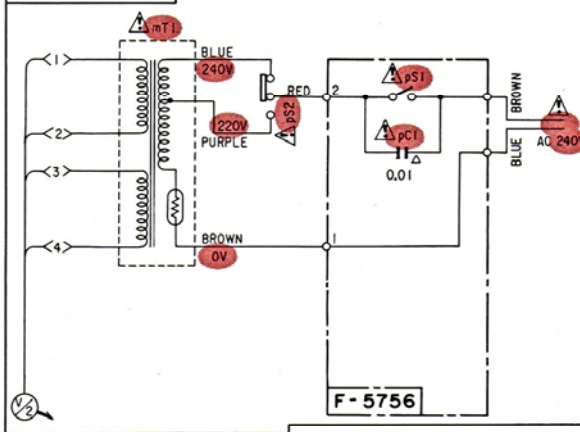 mT1
1
BLUE
240V
2
RED
2
pS1
BROWN
220V
PURPLE
pS2
pC1
0.01
BLUE
AC 240V
3
4
BROWN
0V
1
V/2
F-5756